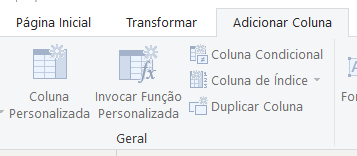 Página Inicial Transformar Adicionar Coluna
Coluna Personalizada
Invocar Função Personalizada
Coluna Condicional
Coluna de Índice
Duplicar Coluna
Geral